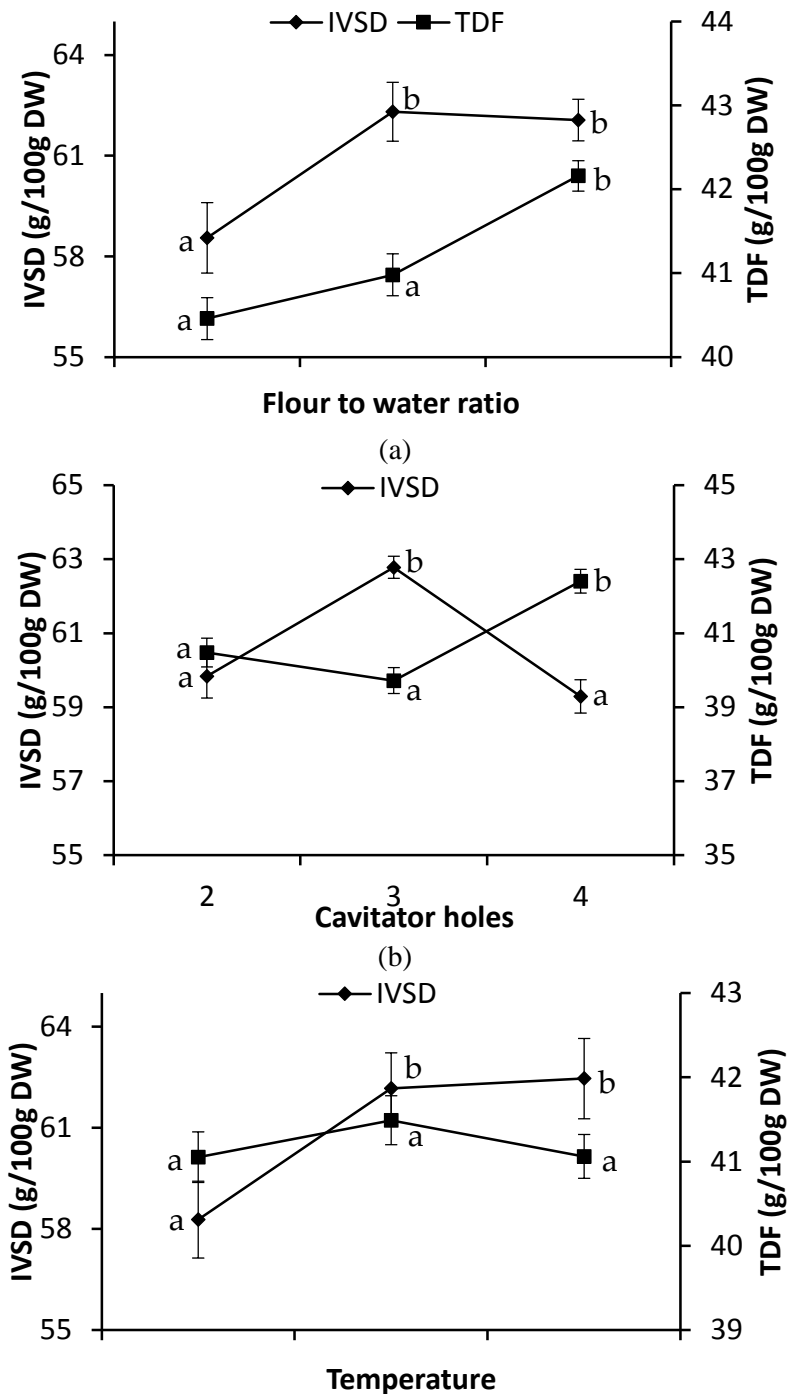 IVSD TDF
64
61
58
55
IVSD (g/100g DW)
a
b
b
a
a
b
44
43
42
41
40
TDF (g/100g DW)
Flour to water ratio
(a)
IVSD
65
63
61
59
57
55
IVSD (g/100g DW)
a
a
b
a
b
a
45
43
41
39
37
35
TDF (g/100g DW)
2 3 4
Cavitator holes
(b)
IVSD
64
61
58
55
IVSD (g/100g DW)
a
a
b
a
b
a
43
42
41
40
39
TDF (g/100g DW)
Temperature